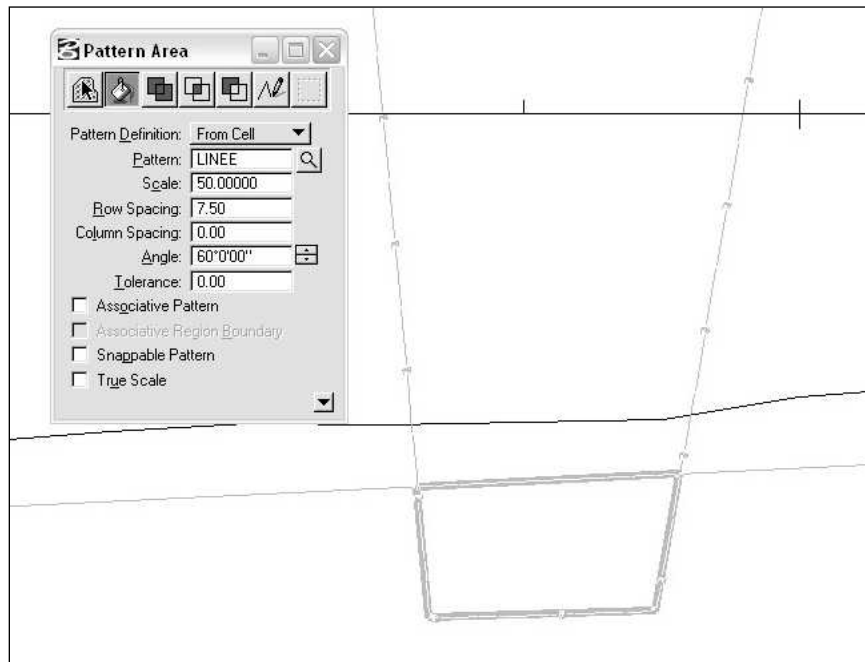 Pattern Area
Pattern Definition: From Cell
Pattern: LINEE
Scale: 50.00000
Row Spacing: 7.50
Column Spacing: 0.00
Angle: 60°0'00"
Tolerance: 0.00
Associative Pattern
Associative Region Boundary
Snappable Pattern
True Scale